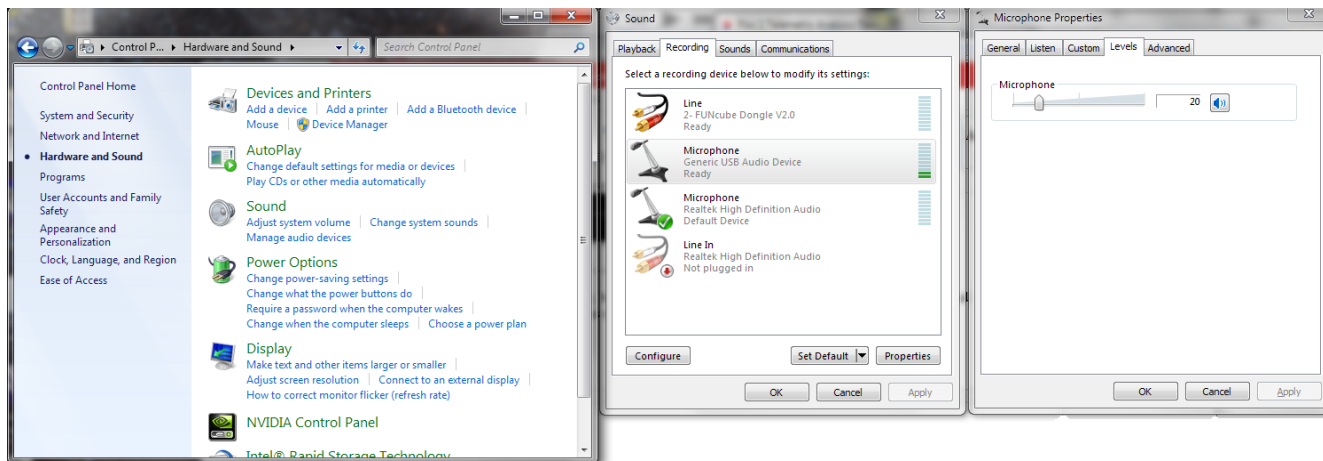 Control P...
Hardware and Sound
Search Control Panel
Control Panel Home
System and Security
Network and Internet
Hardware and Sound
Programs
User Accounts and Family
Safety
Appearance and
Personalization
Clock, Language, and Region
Ease of Access
Devices and Printers
Add a device
Add a printer
Add a Bluetooth device
Mouse
Device Manager
AutoPlay
Change default settings for media or devices
Play CDs or other media automatically
Sound
Adjust system volume
Change system sounds
Manage audio devices
Power Options
Change power-saving settings
Change what the power buttons do
Require a password when the computer wakes
Change when the computer sleeps
Choose a power plan
Display
Make text and other items larger or smaller
Adjust screen resolution
Connect to an external display
How to correct monitor flicker (refresh rate)
NVIDIA Control Panel
Intel® Rapid Storage Technology
Sound
Playback
Recording
Sounds
Communications
Select a recording device below to modify its settings:
Line
2- FUNcube Dongle V2.0
Ready
Microphone
Generic USB Audio Device
Ready
Microphone
Realtek High Definition Audio
Default Device
Line In
Realtek High Definition Audio
Not plugged in
Configure
Set Default
Properties
OK
Cancel
Apply
Microphone Properties
General
Listen
Custom
Levels
Advanced
Microphone
20
OK
Cancel
Apply